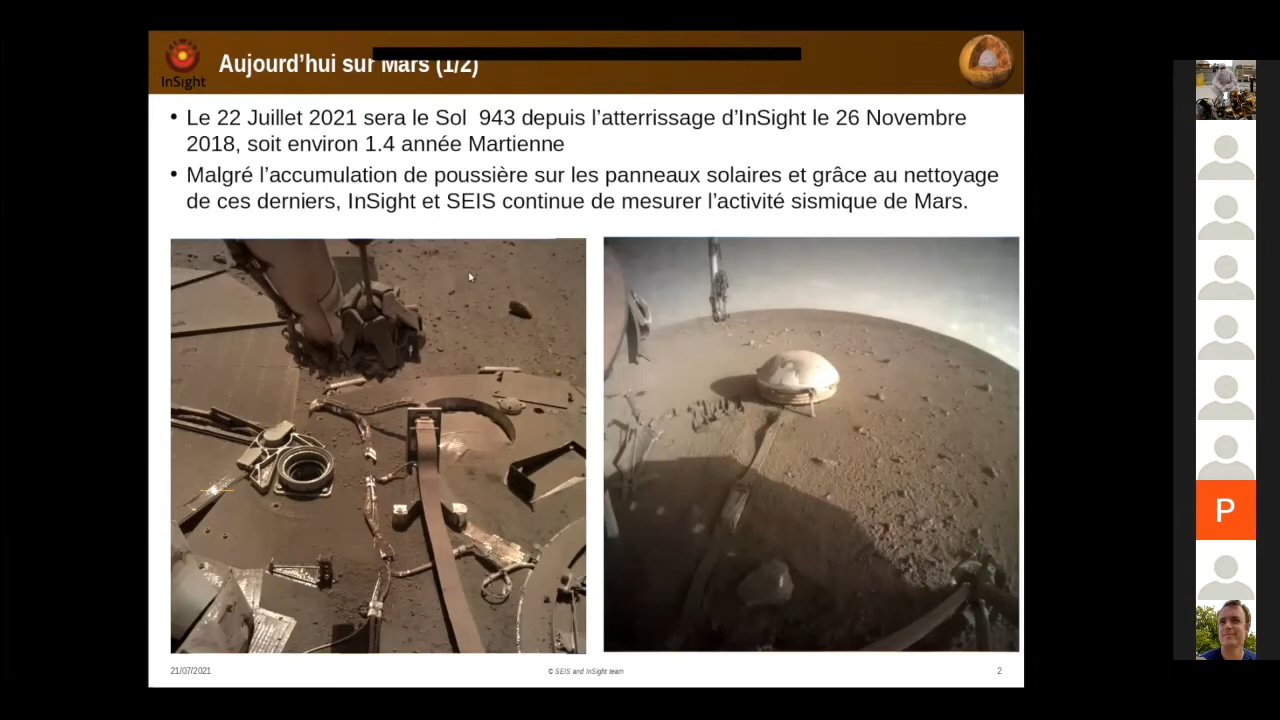 InSight
Aujourd’hui sur Mars (1/2)
• Le 22 Juillet 2021 sera le Sol  943 depuis l’atterrissage d’InSight le 26 Novembre
2018, soit environ 1.4 année Martienne
• Malgré l’accumulation de poussière sur les panneaux solaires et grâce au nettoyage
de ces derniers, InSight et SEIS continue de mesurer l’activité sismique de Mars.
P
21/07/2021
© SEIS and InSight team
2